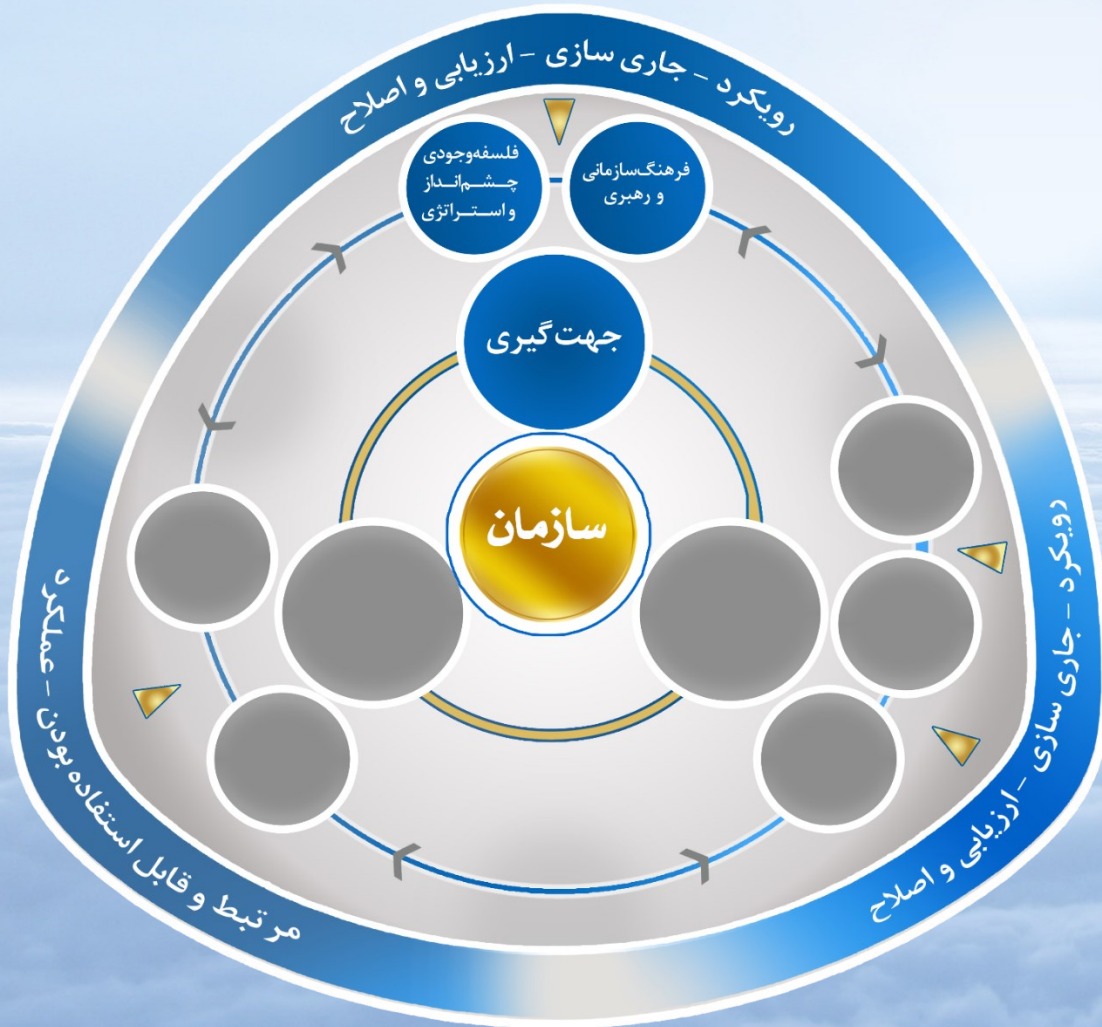 رویکرد - جاری سازی - ارزیابی و اصلاح
فرهنگ‌سازمانی
و رهبری
فلسفه‌وجودی
چشم‌انداز
و استراتژی
جهت‌گیری
سازمان
رویکرد - جاری سازی - ارزیابی و اصلاح
مرتبط و قابل استفاده بودن - عملکرد